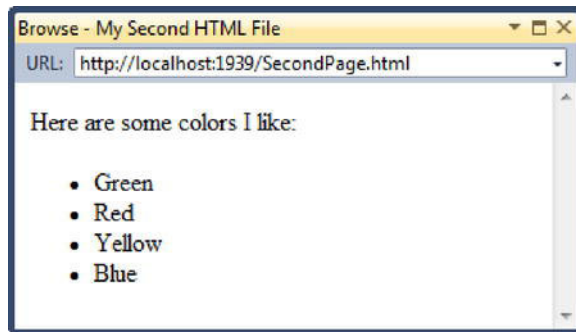 Browse - My Second HTML File
URL: http://localhost:1939/SecondPage.html
Here are some colors I like:
• Green
• Red
• Yellow
• Blue